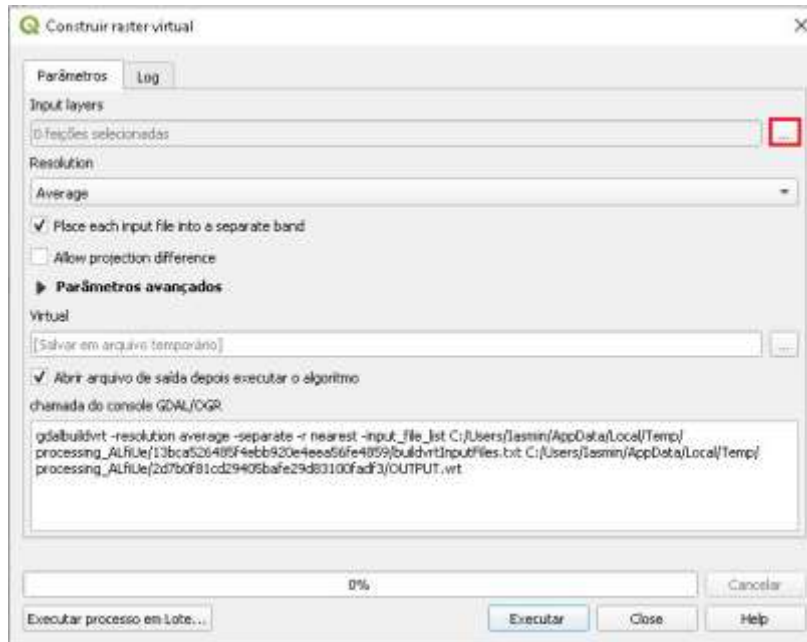 Construir raster virtual
Parâmetros Log
Input layers
0 feições selecionadas
...
Resolution
Average
Place each input file into a separate band
Allow projection difference
Parâmetros avançados
Virtual
[Salvar em arquivo temporário]
...
Abrir arquivo de saída depois executar o algoritmo
chamada do console GDAL/OGR
gdalbuildvrt -resolution average -separate -r nearest -input_file_list C:/Users/Iasmin/AppData/Local/Temp/
processing_ALfiUe/13bca526485f4ebb920e4eea56fe4859/buildvrtInputFiles.txt C:/Users/Iasmin/AppData/Local/Temp/
processing_ALfiUe/2d7b0f81cd29405bafe29d83100fadf3/OUTPUT.vrt
0% Cancelar
Executar processo em Lote... Executar Close Help